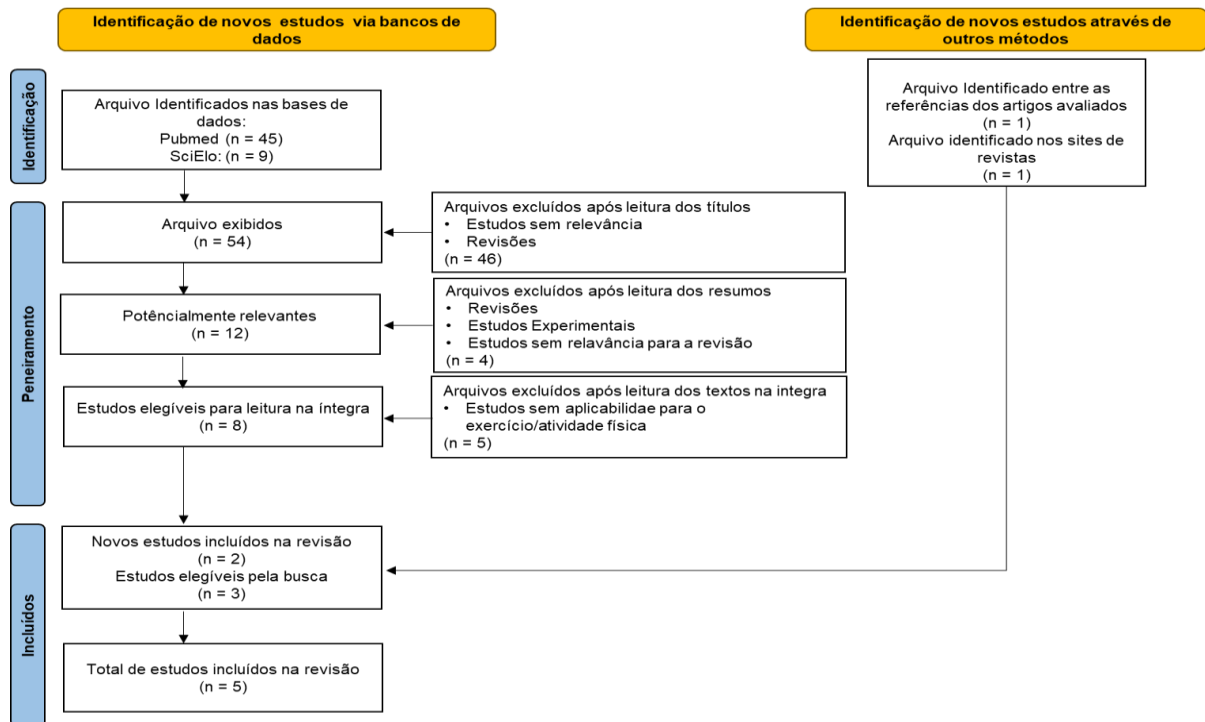 Identificação de novos estudos via bancos de
dados
Identificação de novos estudos através de
outros métodos
Identificação
Arquivo Identificados nas bases de
dados:
Pubmed (n = 45)
SciElo: (n = 9)
Arquivo Identificado entre as
referências dos artigos avaliados
(n = 1)
Arquivo identificado nos sites de
revistas
(n = 1)
Peneiramento
Arquivo exibidos
(n = 54)
Arquivos excluídos após leitura dos títulos
• Estudos sem relevância
• Revisões
(n = 46)
Potêncialmente relevantes
(n = 12)
Arquivos excluídos após leitura dos resumos
• Revisões
• Estudos Experimentais
• Estudos sem relavância para a revisão
(n = 4)
Estudos elegíveis para leitura na íntegra
(n = 8)
Arquivos excluídos após leitura dos textos na integra
• Estudos sem aplicabilidae para o
exercício/atividade física
(n = 5)
Incluídos
Novos estudos incluídos na revisão
(n = 2)
Estudos elegíveis pela busca
(n = 3)
Total de estudos incluídos na revisão
(n = 5)